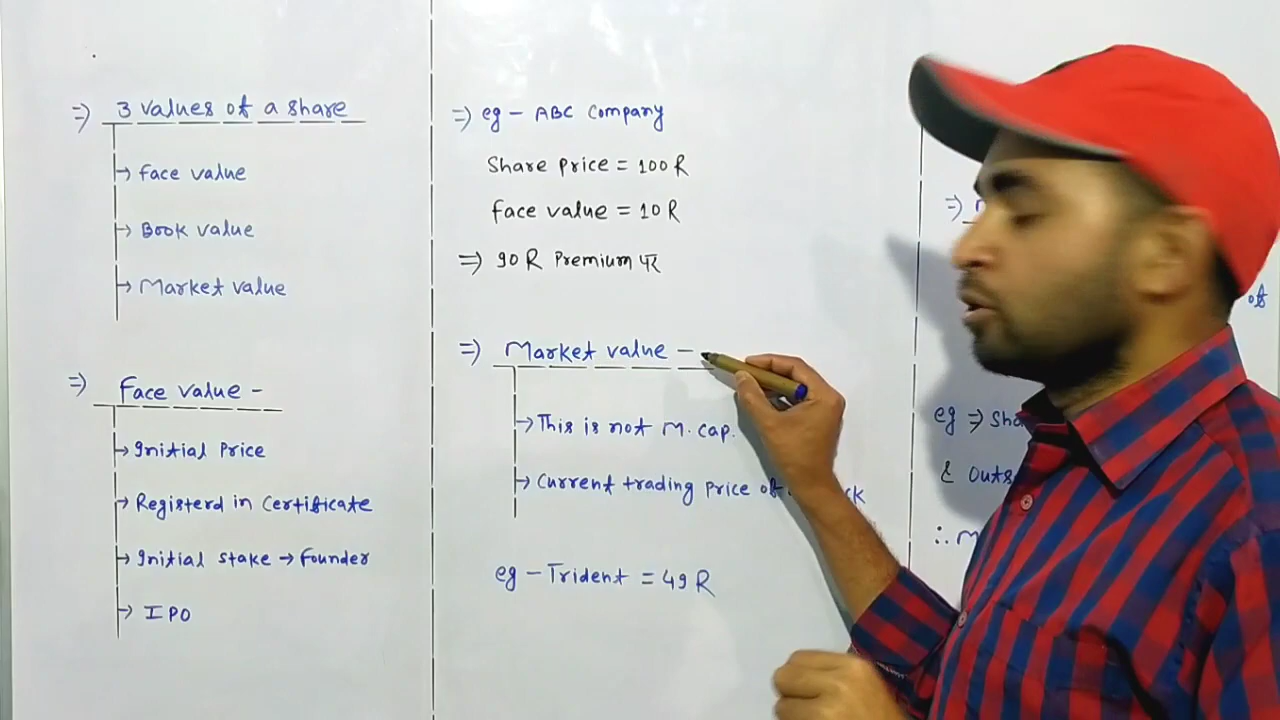 ⇒ 3 values of a share
→ Face value
→ Book value
→ Market value
⇒ Face value -
→ Initial Price
→ Registerd in Certificate
→ Initial stake → Founder
→ IPO
⇒ eg - ABC Company
Share price = 100 R
Face value = 10 R
⇒ 90 R Premium पर
⇒ Market value -
→ This is not M. cap.
→ Current trading Price of
eg - Trident = 49 R
⇒
of
eg ⇒ Sha
& Outs
∴ M